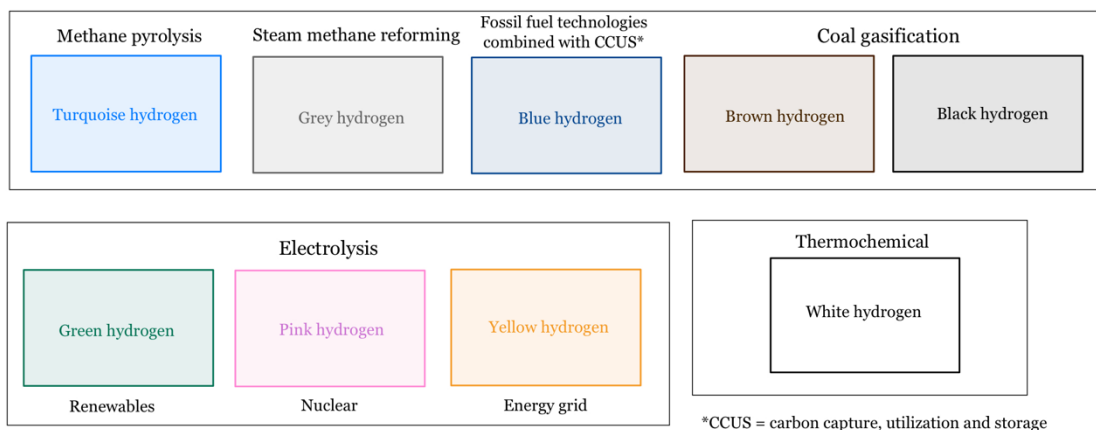 Methane pyrolysis
Steam methane reforming
Fossil fuel technologies
combined with CCUS*
Coal gasification
Turquoise hydrogen
Grey hydrogen
Blue hydrogen
Brown hydrogen
Black hydrogen
Electrolysis
Green hydrogen
Pink hydrogen
Yellow hydrogen
Renewables
Nuclear
Energy grid
Thermochemical
White hydrogen
*CCUS = carbon capture, utilization and storage